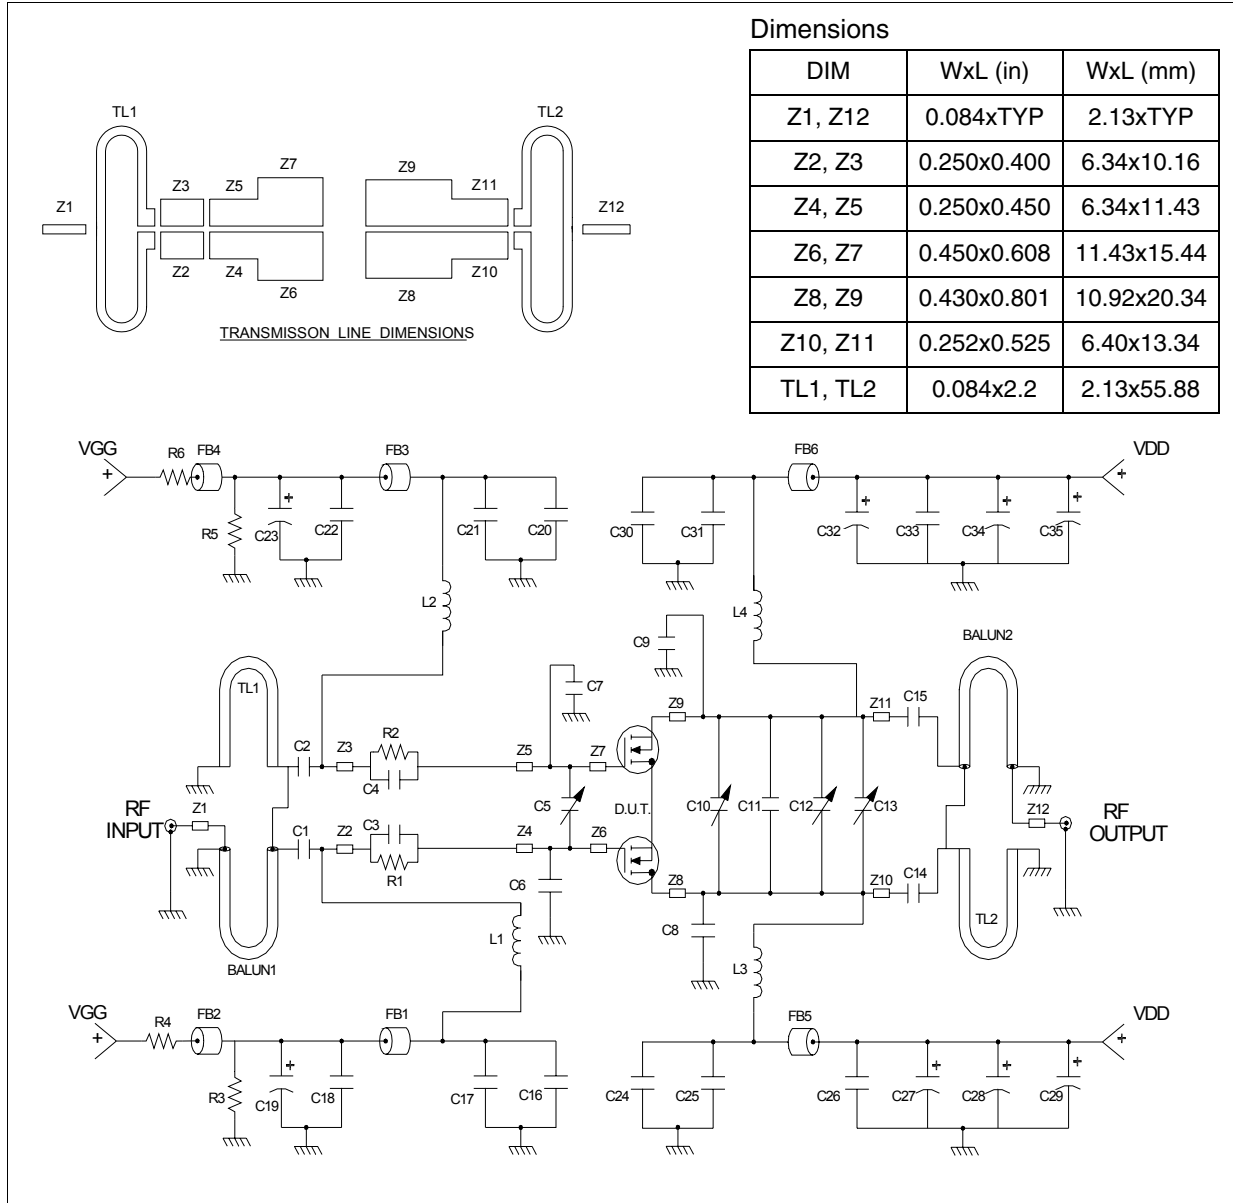 Dimensions
DIM WxL (in) WxL (mm)
Z1, Z12 0.084xTYP 2.13xTYP
Z2, Z3 0.250x0.400 6.34x10.16
Z4, Z5 0.250x0.450 6.34x11.43
Z6, Z7 0.450x0.608 11.43x15.44
Z8, Z9 0.430x0.801 10.92x20.34
Z10, Z11 0.252x0.525 6.40x13.34
TL1, TL2 0.084x2.2 2.13x55.88
TL1 TL2
Z7 Z9
Z3 Z5 Z11
Z1 Z12
Z2 Z4 Z10
Z6 Z8
TRANSMISSON LINE DIMENSIONS
VGG R6 FB4 FB3 FB6 VDD
+ +
+ + + +
R5 C23 C22 C21 C20 C30 C31 C32 C33 C34 C35
L2 L4
C9 BALUN2
TL1 C7
C2 Z3 R2 Z5 Z7 Z9 Z11 C15
C4
RF
INPUT
Z1 C5 D.U.T. C10 C11 C12 C13 Z12
RF
OUTPUT
C1 Z2 C3 Z4 Z6
R1 C6 Z8 Z10 C14
TL2
C8
L1 L3
BALUN1
VGG R4 FB2 FB1 FB5 VDD
+ +
+ + + +
R3 C19 C18 C17 C16 C24 C25 C26 C27 C28 C29